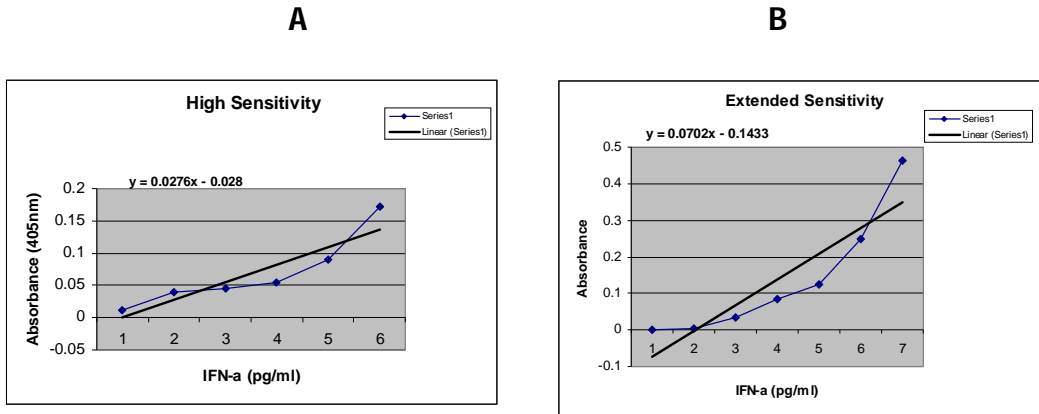 A
High Sensitivity
Series1
Linear (Series1)
y = 0.0276x - 0.028
0.2
0.15
0.1
0.05
0
-0.05
Absorbance (405nm)
1 2 3 4 5 6
IFN-a (pg/ml)
B
Extended Sensitivity
Series1
Linear (Series1)
y = 0.0702x - 0.1433
0.5
0.4
0.3
0.2
0.1
0
-0.1
Absorbance
1 2 3 4 5 6 7
IFN-a (pg/ml)